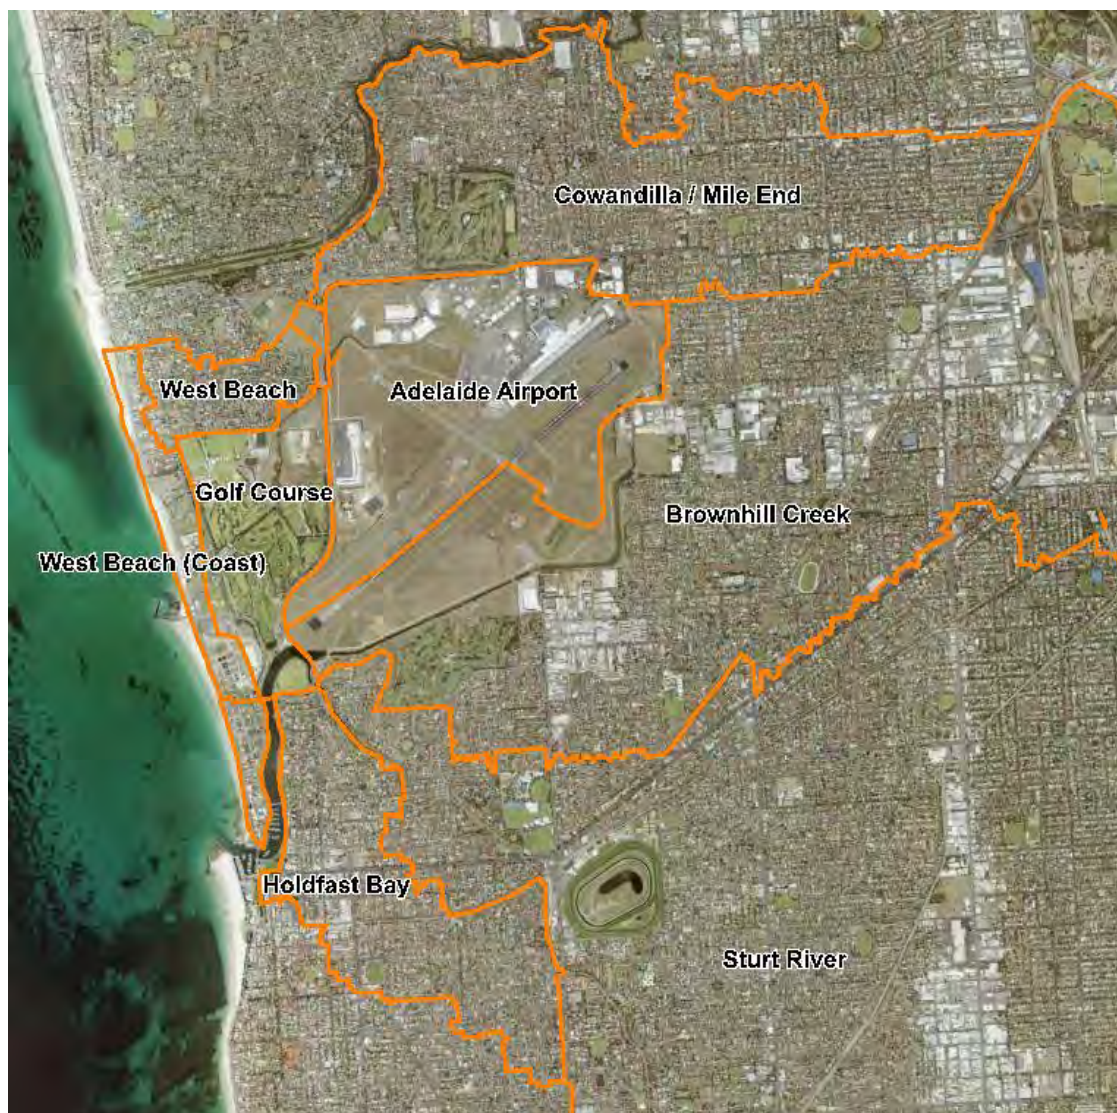 Cowandilla / Mile End
West Beach
Adelaide Airport
Golf Course
Brownhill Creek
West Beach (Coast)
Holdfast Bay
Sturt River